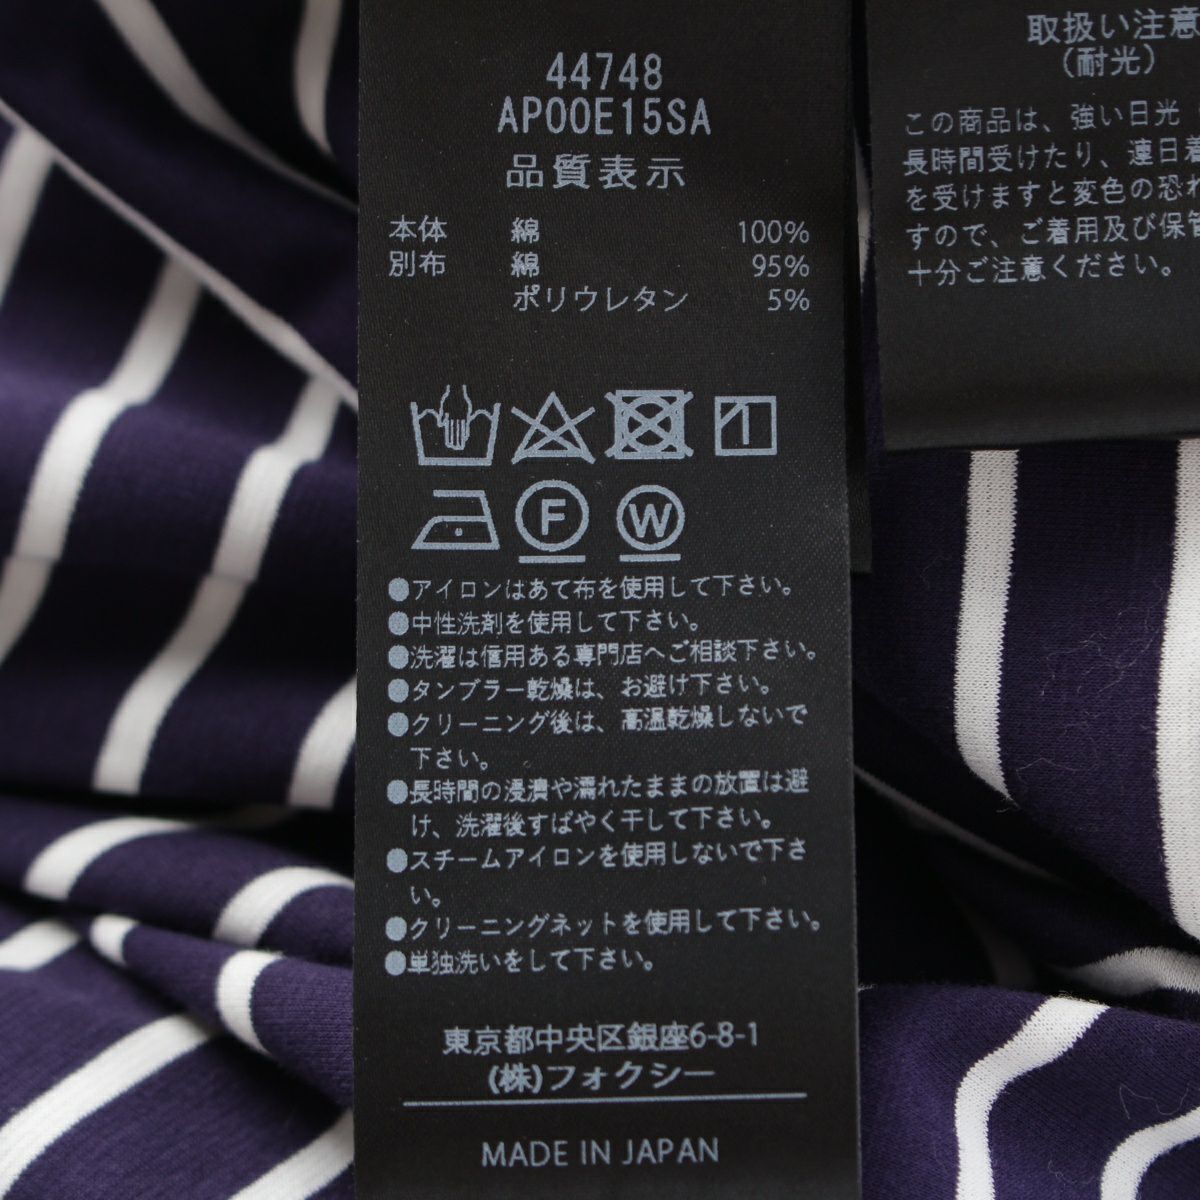 44748
AP00E15SA
品質表示
本体 綿 100%
別布 綿 95%
ポリウレタン 5%
F W
●アイロンはあて布を使用して下さい。
●中性洗剤を使用して下さい。
●洗濯は信用ある専門店へご相談下さい。
●タンブラー乾燥は、お避け下さい。
●クリーニング後は、高温乾燥しないで
下さい。
●長時間の浸漬や濡れたままの放置は避
け、洗濯後すばやく干して下さい。
●スチームアイロンを使用しないで下さ
い。
●クリーニングネットを使用して下さい。
●単独洗いをして下さい。
東京都中央区銀座6-8-1
(株)フォクシー
MADE IN JAPAN
取扱い注意
(耐光)
この商品は、強い日光
長時間受けたり、連日着
を受けますと変色の恐れ
すので、ご着用及び保管
十分ご注意ください。